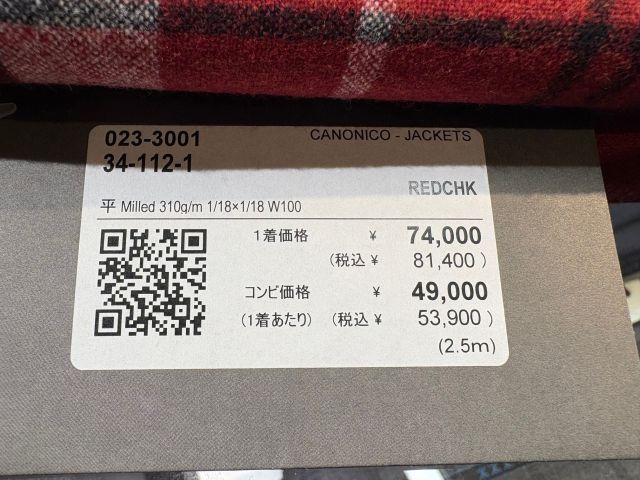 023-3001 CANONICO - JACKETS
34-112-1
REDCHK
平 Milled 310g/m 1/18×1/18 W100
1着価格 ¥ 74,000
(税込 ¥ 81,400 )
コンビ価格 ¥ 49,000
(1着あたり) (税込 ¥ 53,900 )
(2.5m)